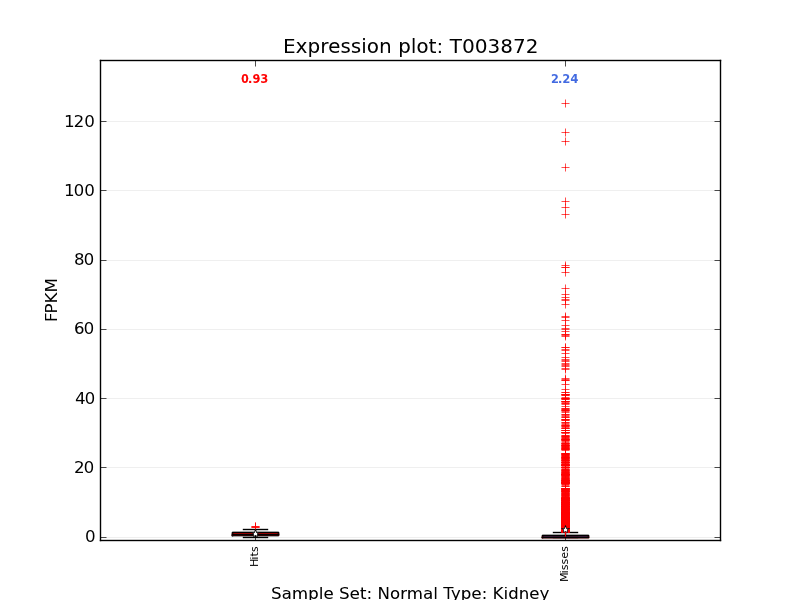 Expression plot: T003872
0.93
2.24
120
100
80
60
40
20
0
FPKM
Hits
Misses
Sample Set: Normal Type: Kidney